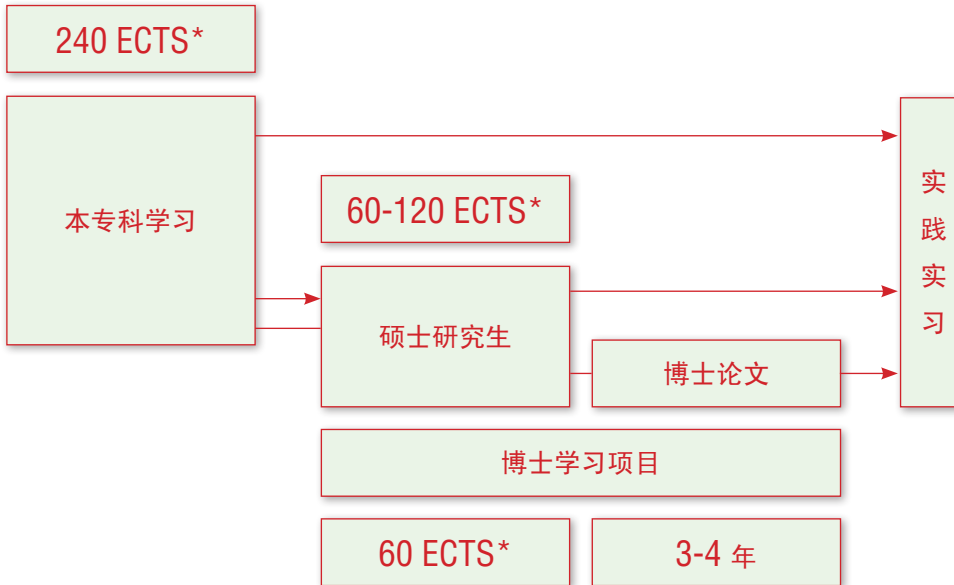 240 ECTS*
本专科学习
60-120 ECTS*
硕士研究生
博士论文
实
践
实
习
博士学习项目
60 ECTS*
3-4 年